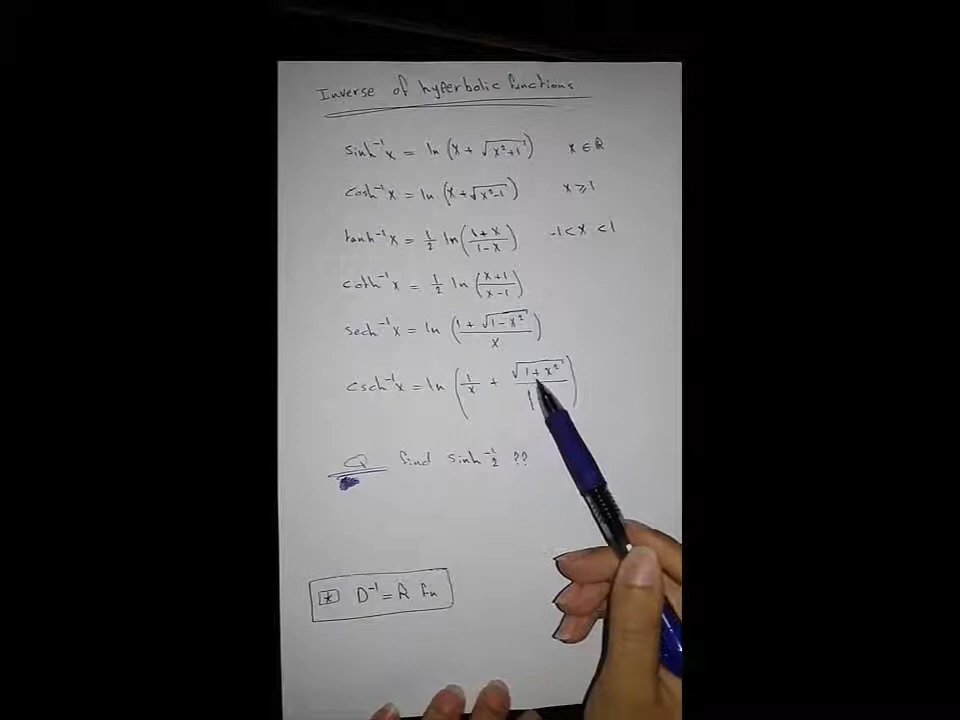 Inverse of hyperbolic functions
sinh⁻¹x = ln (x + √(x²+1)) x ∈ R
cosh⁻¹x = ln (x + √(x²-1)) x ⩾ 1
tanh⁻¹x = 1/2 ln((1+x)/(1-x)) -1 < x < 1
coth⁻¹x = 1/2 ln((x+1)/(x-1))
sech⁻¹x = ln ((1 + √(1-x²))/x)
csch⁻¹x = ln (1/x + √(1+x²)/
Q find sinh⁻¹2 ??
* D⁻¹ = R fn